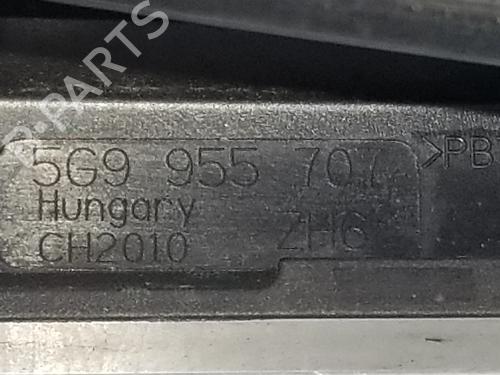 B-PARTS
5G9 955 707 >PB
Hungary
CH2010 ZHG